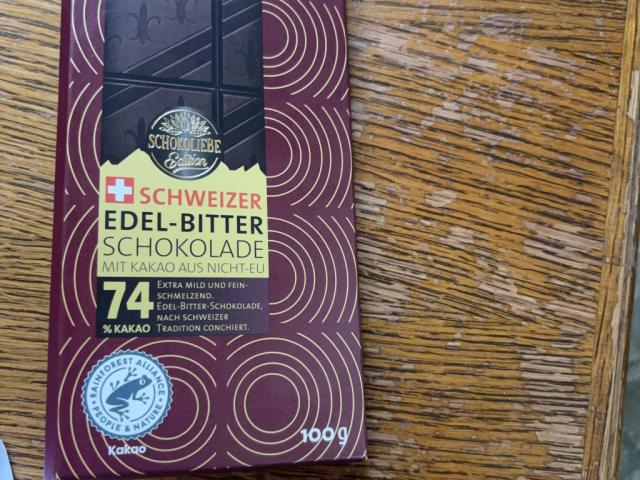 SCHOKOLIEBE
Edition
SCHWEIZER
EDEL-BITTER
SCHOKOLADE
MIT KAKAO AUS NICHT-EU
74
% KAKAO
EXTRA MILD UND FEIN-
SCHMELZEND.
EDEL-BITTER-SCHOKOLADE,
NACH SCHWEIZER
TRADITION CONCHIERT.
RAINFOREST ALLIANCE
PEOPLE & NATURE
Kakao
100 g